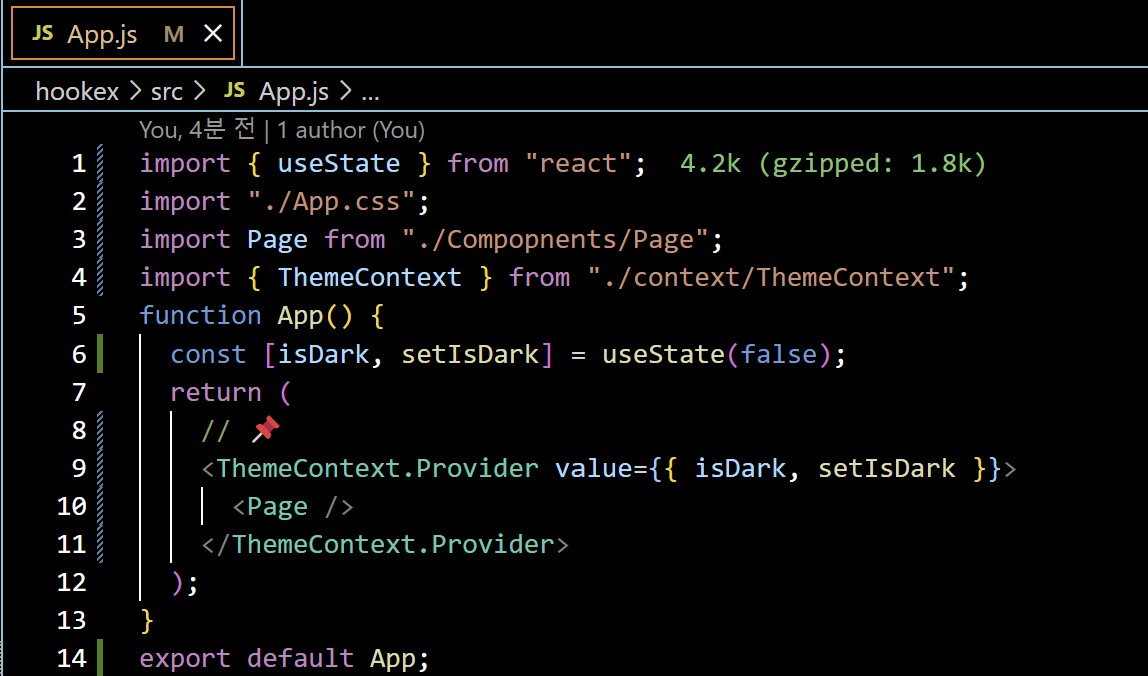 JS App.js M ×
hookex > src > JS App.js > ...
You, 4분 전 | 1 author (You)
1 import { useState } from "react"; 4.2k (gzipped: 1.8k)
2 import "./App.css";
3 import Page from "./Compopnents/Page";
4 import { ThemeContext } from "./context/ThemeContext";
5 function App() {
6 const [isDark, setIsDark] = useState(false);
7 return (
8 // 📌
9 <ThemeContext.Provider value={{ isDark, setIsDark }}>
10 <Page />
11 </ThemeContext.Provider>
12 );
13 }
14 export default App;